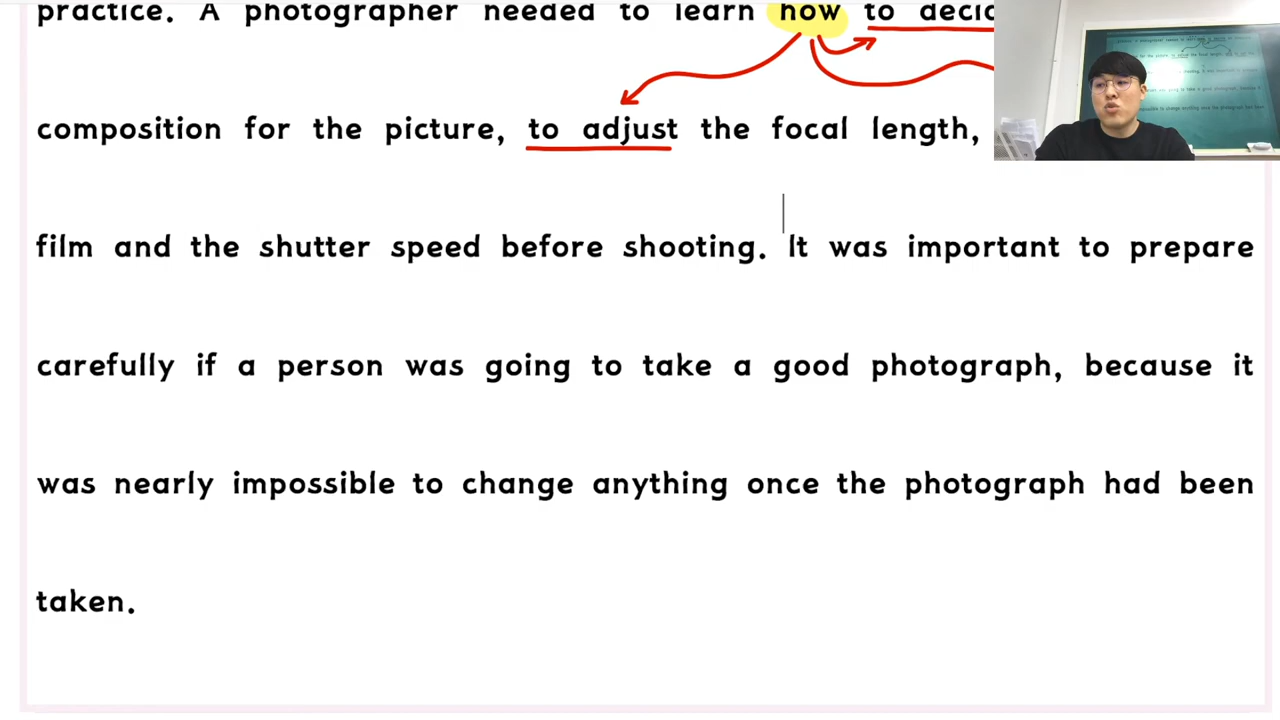 practice. A photographer needed to learn how to
composition for the picture, to adjust the focal length,
film and the shutter speed before shooting. It was important to prepare
carefully if a person was going to take a good photograph, because it
was nearly impossible to change anything once the photograph had been
taken.